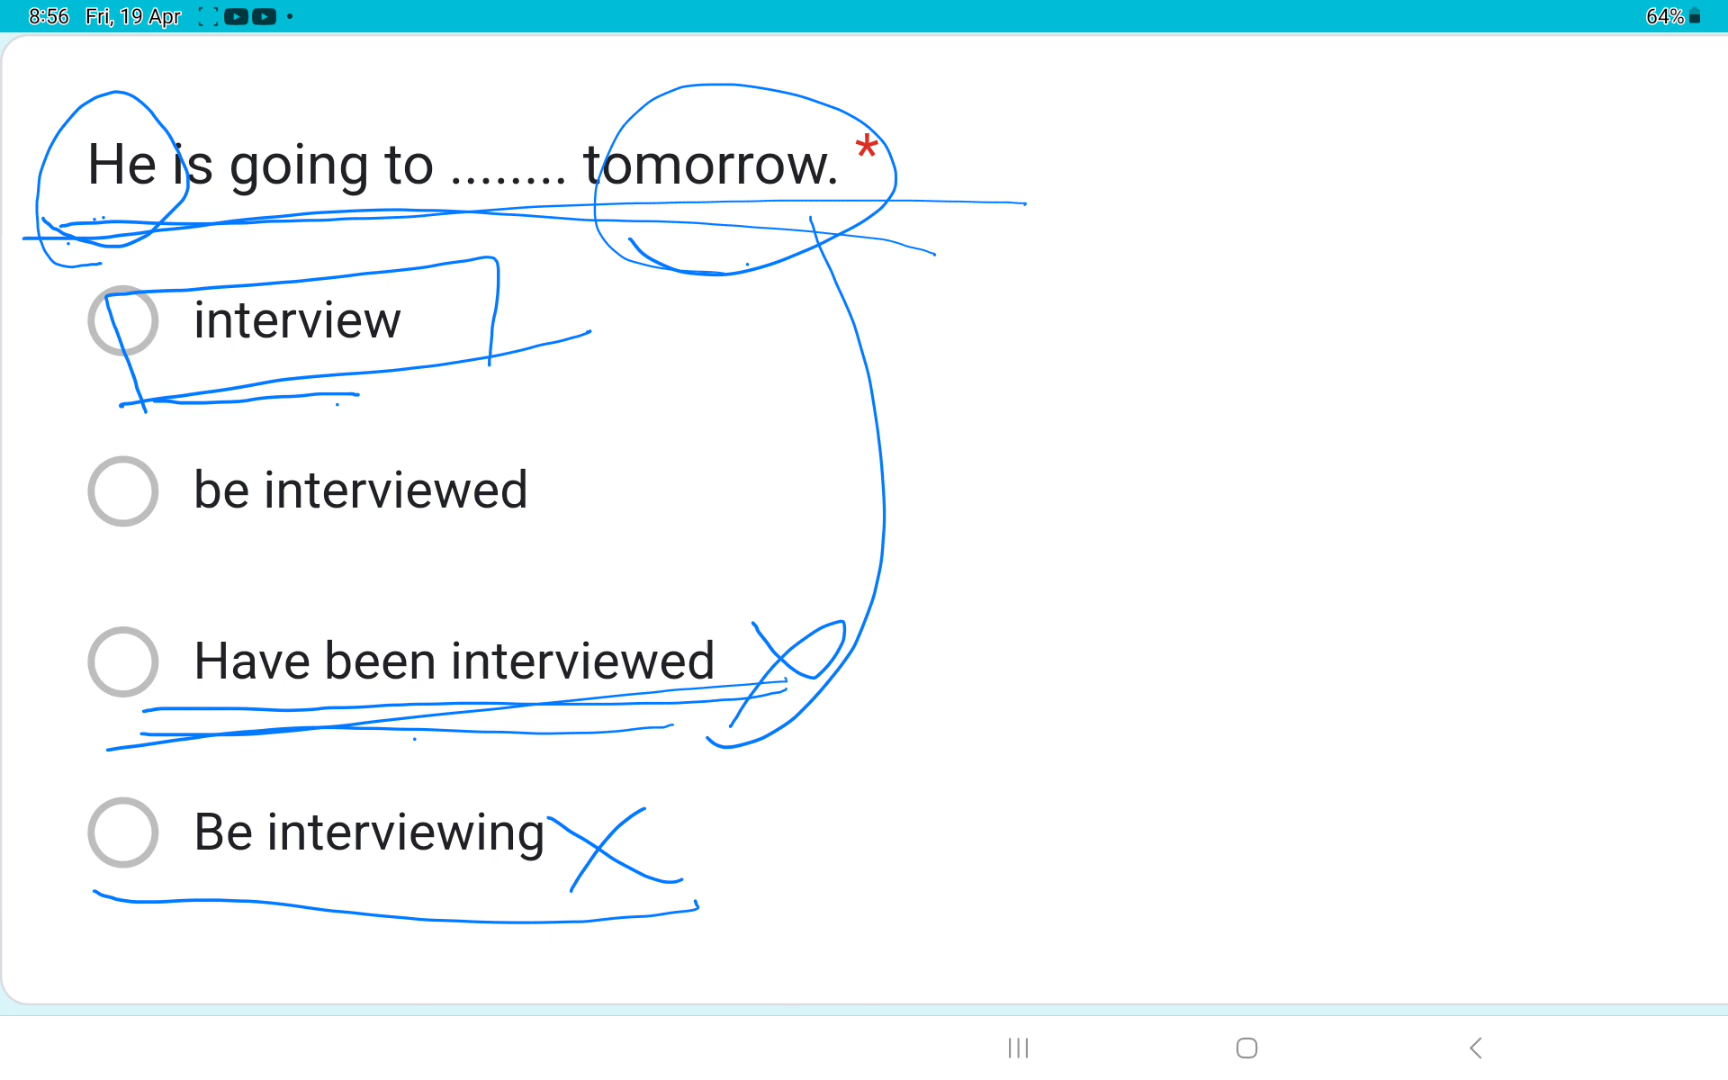 8:56 Fri, 19 Apr 64%
He is going to ........ tomorrow. *
interview
be interviewed
Have been interviewed
Be interviewing